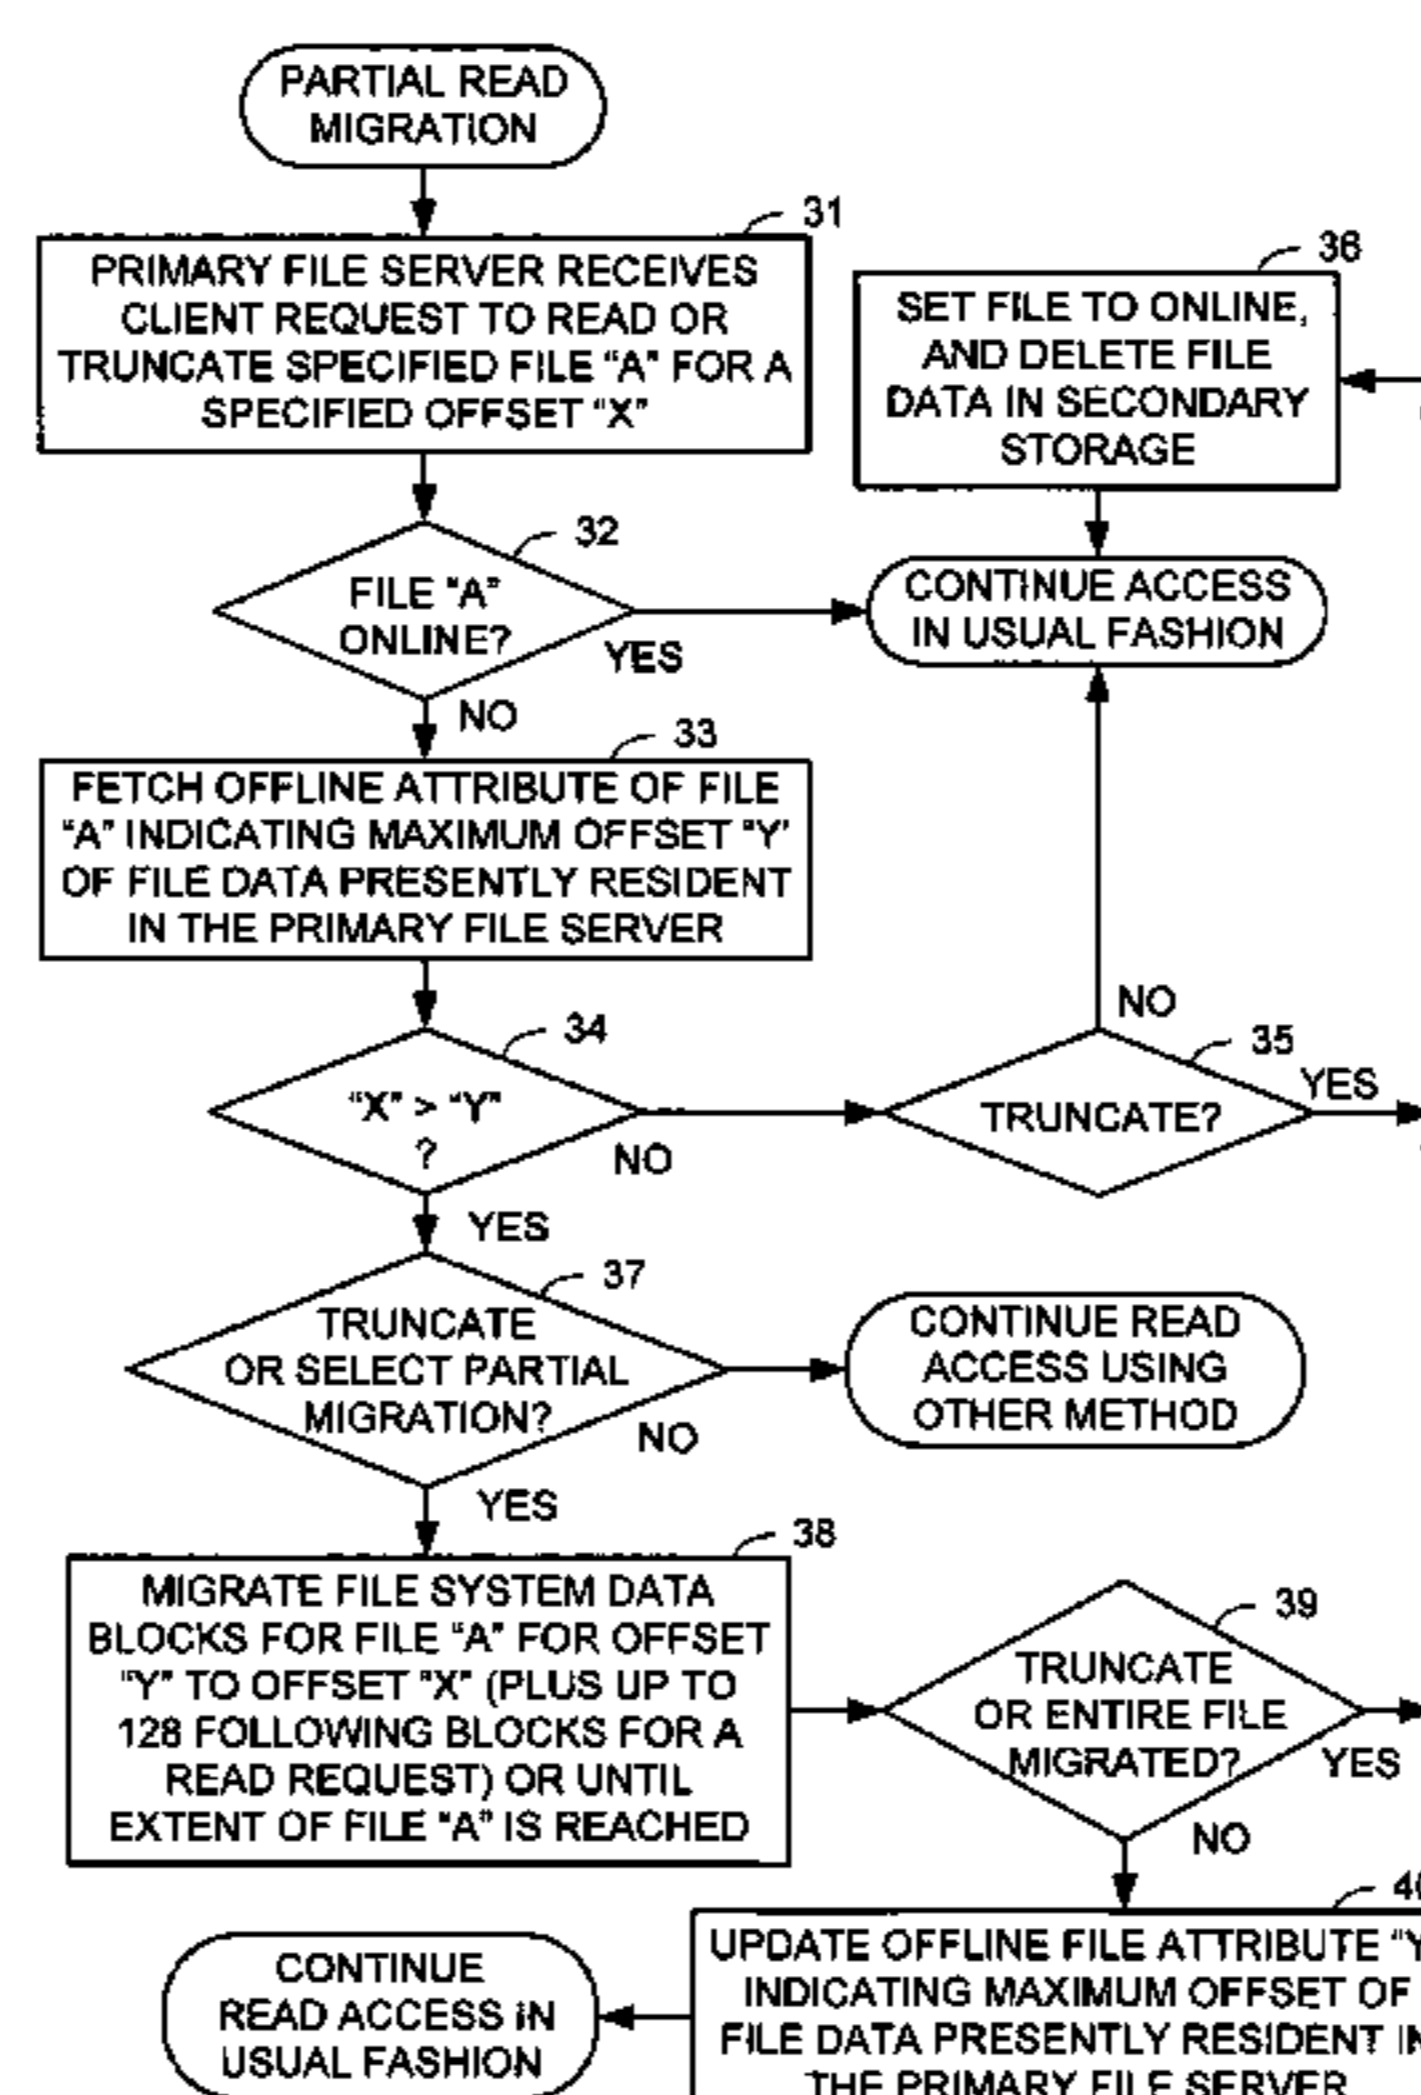 PARTIAL READ
MIGRATION
31
PRIMARY FILE SERVER RECEIVES
CLIENT REQUEST TO READ OR
TRUNCATE SPECIFIED FILE "A" FOR A
SPECIFIED OFFSET "X"
36
SET FILE TO ONLINE,
AND DELETE FILE
DATA IN SECONDARY
STORAGE
32
FILE "A"
ONLINE?
YES
NO
CONTINUE ACCESS
IN USUAL FASHION
33
FETCH OFFLINE ATTRIBUTE OF FILE
"A" INDICATING MAXIMUM OFFSET "Y'
OF FILE DATA PRESENTLY RESIDENT
IN THE PRIMARY FILE SERVER
34
"X" > "Y"
?
NO
YES
NO
35
TRUNCATE?
YES
37
TRUNCATE
OR SELECT PARTIAL
MIGRATION?
NO
YES
CONTINUE READ
ACCESS USING
OTHER METHOD
38
MIGRATE FILE SYSTEM DATA
BLOCKS FOR FILE "A" FOR OFFSET
"Y" TO OFFSET "X" (PLUS UP TO
128 FOLLOWING BLOCKS FOR A
READ REQUEST) OR UNTIL
EXTENT OF FILE "A" IS REACHED
39
TRUNCATE
OR ENTIRE FILE
MIGRATED?
YES
NO
40
UPDATE OFFLINE FILE ATTRIBUTE "Y
INDICATING MAXIMUM OFFSET OF
FILE DATA PRESENTLY RESIDENT IN
THE PRIMARY FILE SERVER
CONTINUE
READ ACCESS IN
USUAL FASHION